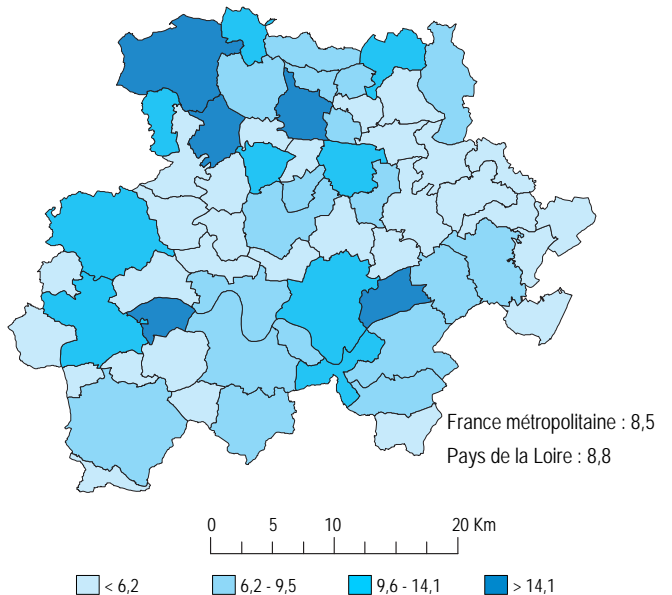 France métropolitaine : 8,5
Pays de la Loire : 8,8
0 5 10 20 Km
< 6,2 6,2 - 9,5 9,6 - 14,1 > 14,1